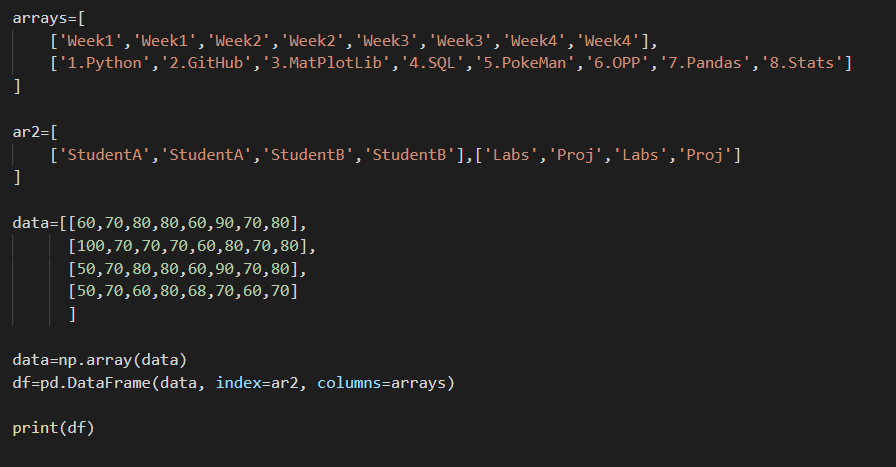 arrays=[
['Week1','Week1','Week2','Week2','Week3','Week3','Week4','Week4'],
['1.Python','2.GitHub','3.MatPlotLib','4.SQL','5.PokeMan','6.OPP','7.Pandas','8.Stats']
]
ar2=[
['StudentA','StudentA','StudentB','StudentB'],['Labs','Proj','Labs','Proj']
]
data=[[60,70,80,80,60,90,70,80],
[100,70,70,70,60,80,70,80],
[50,70,80,80,60,90,70,80],
[50,70,60,80,68,70,60,70]
]
data=np.array(data)
df=pd.DataFrame(data, index=ar2, columns=arrays)
print(df)